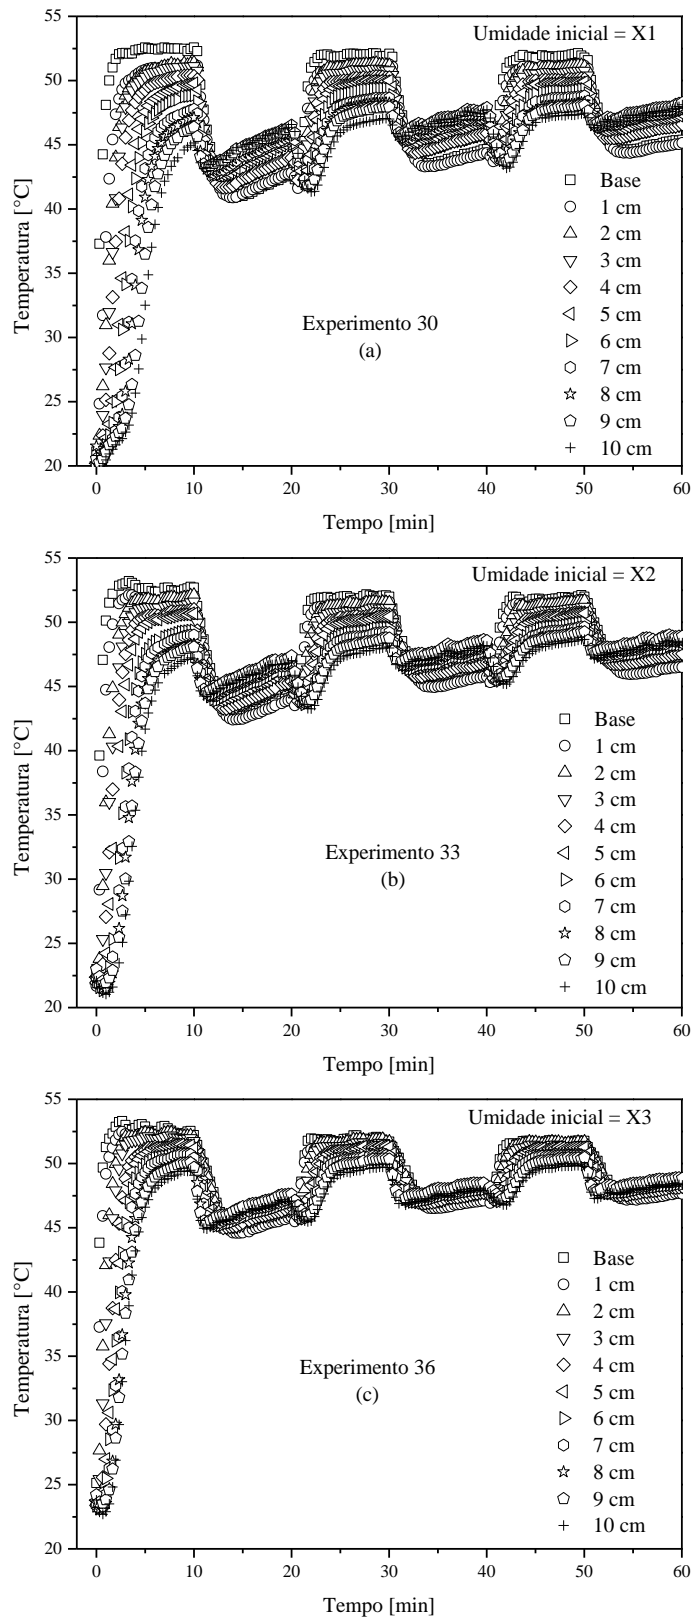 Umidade inicial = X1
55
50
45
40
35
30
25
20
Temperatura [°C]
Base
1 cm
2 cm
3 cm
4 cm
5 cm
6 cm
7 cm
8 cm
9 cm
10 cm
Experimento 30
(a)
0 10 20 30 40 50 60
Tempo [min]
Umidade inicial = X2
55
50
45
40
35
30
25
20
Temperatura [°C]
Base
1 cm
2 cm
3 cm
4 cm
5 cm
6 cm
7 cm
8 cm
9 cm
10 cm
Experimento 33
(b)
0 10 20 30 40 50 60
Tempo [min]
Umidade inicial = X3
55
50
45
40
35
30
25
20
Temperatura [°C]
Base
1 cm
2 cm
3 cm
4 cm
5 cm
6 cm
7 cm
8 cm
9 cm
10 cm
Experimento 36
(c)
0 10 20 30 40 50 60
Tempo [min]